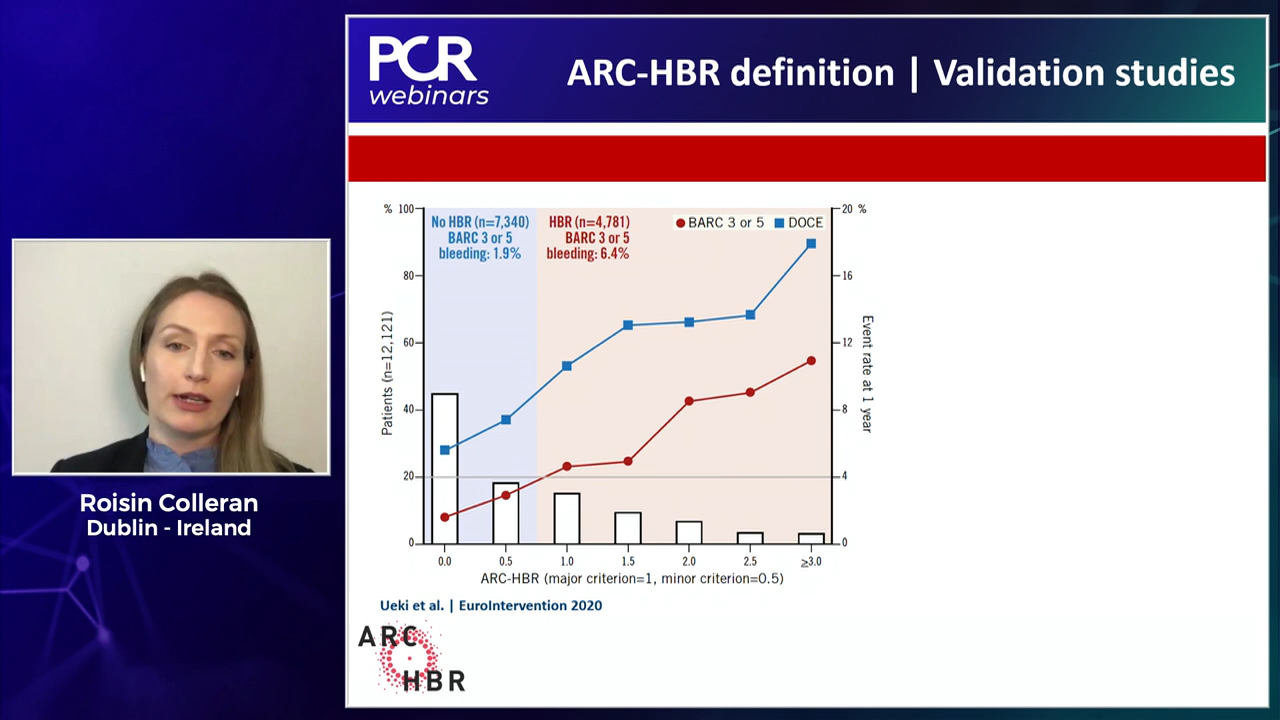 PCR
webinars
ARC-HBR definition | Validation studies
% 100
80
60
40
20
0
Patients (n=12,121)
No HBR (n=7,340)
BARC 3 or 5
bleeding: 1.9%
HBR (n=4,781)
BARC 3 or 5
bleeding: 6.4%
BARC 3 or 5 DOCE
20 %
16
12
8
4
0
Event rate at 1 year
0.0 0.5 1.0 1.5 2.0 2.5 ≥3.0
ARC-HBR (major criterion=1, minor criterion=0.5)
Ueki et al. | EuroIntervention 2020
ARC
HBR
Roisin Colleran
Dublin - Ireland